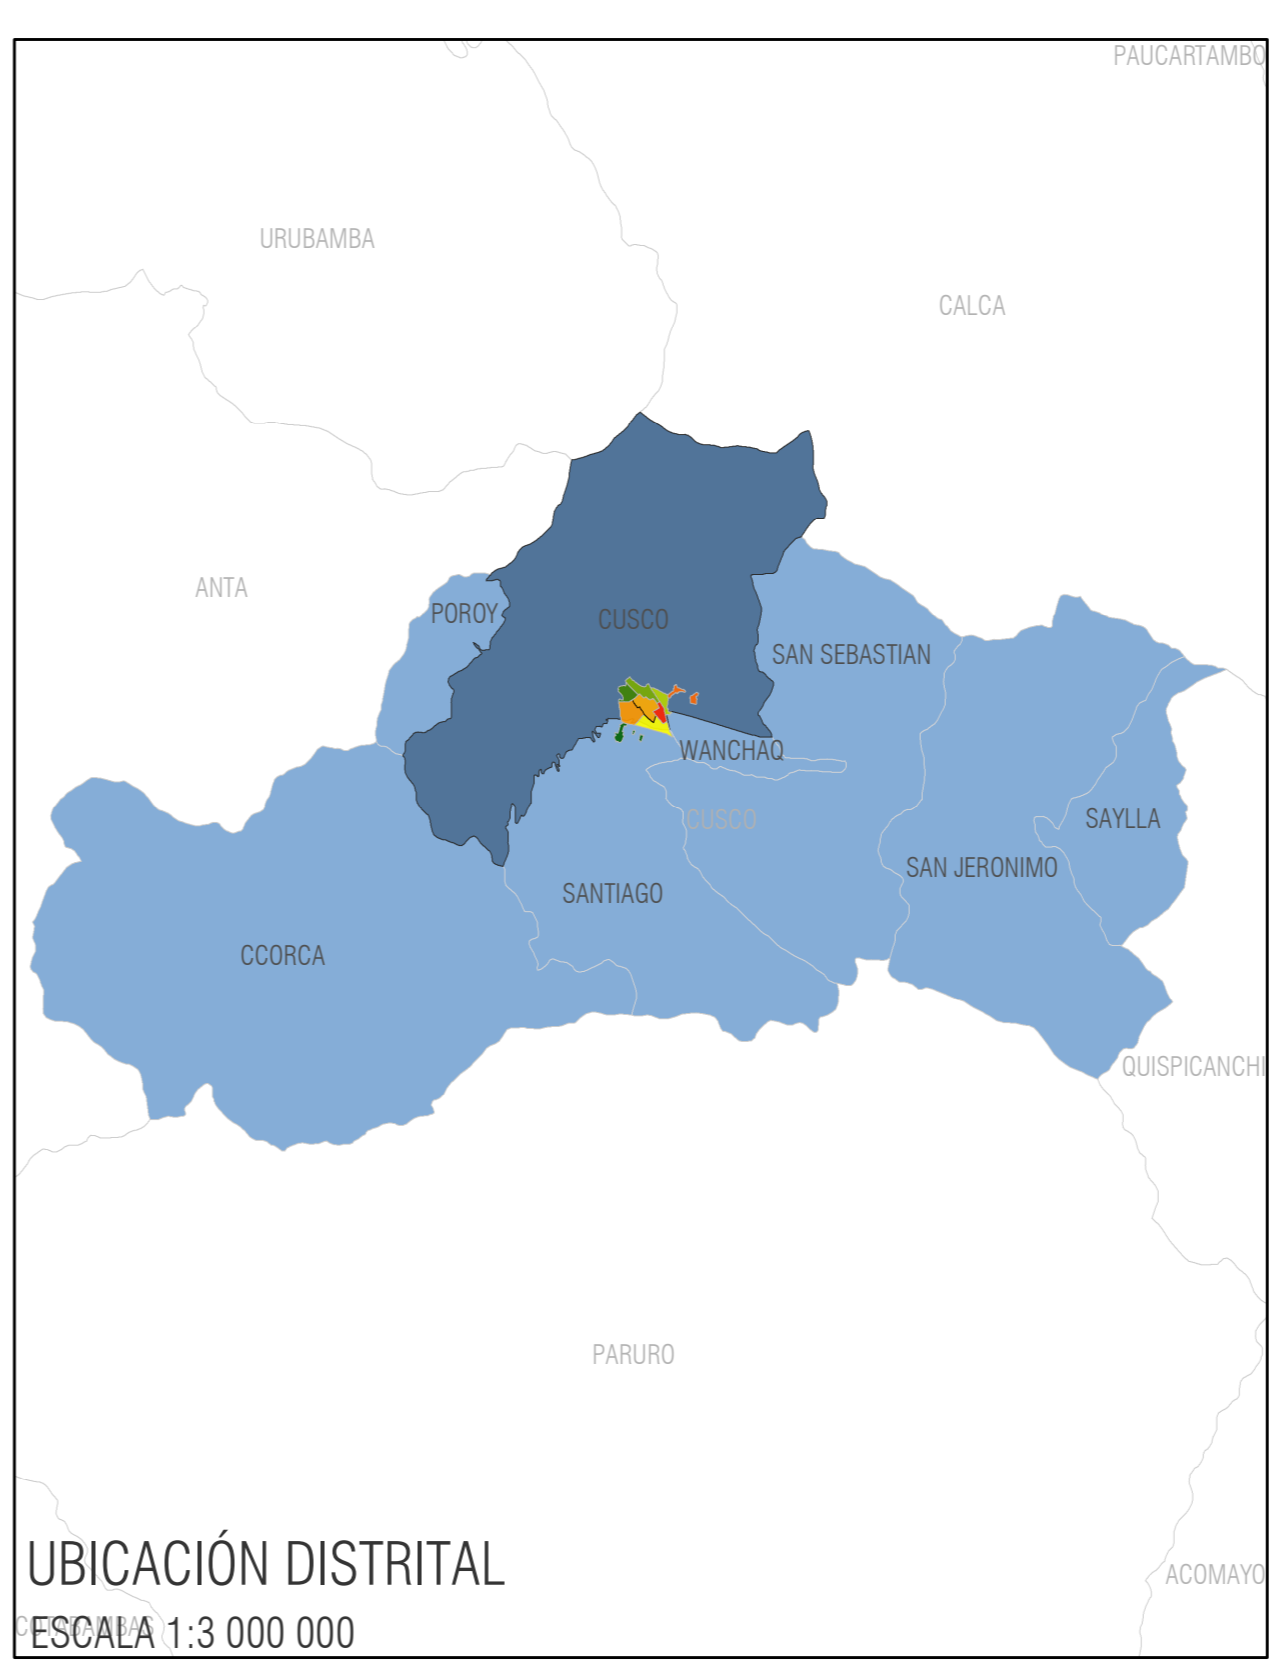 PAUCARTAMBO
URUBAMBA
CALCA
ANTA
POROY
CUSCO
SAN SEBASTIAN
WANCHAQ
CUSCO
SAYLLA
SAN JERONIMO
SANTIAGO
CCORCA
QUISPICANCHI
PARURO
UBICACIÓN DISTRITAL
ACOMAYO
COTABAMBAS
ESCALA 1:3 000 000